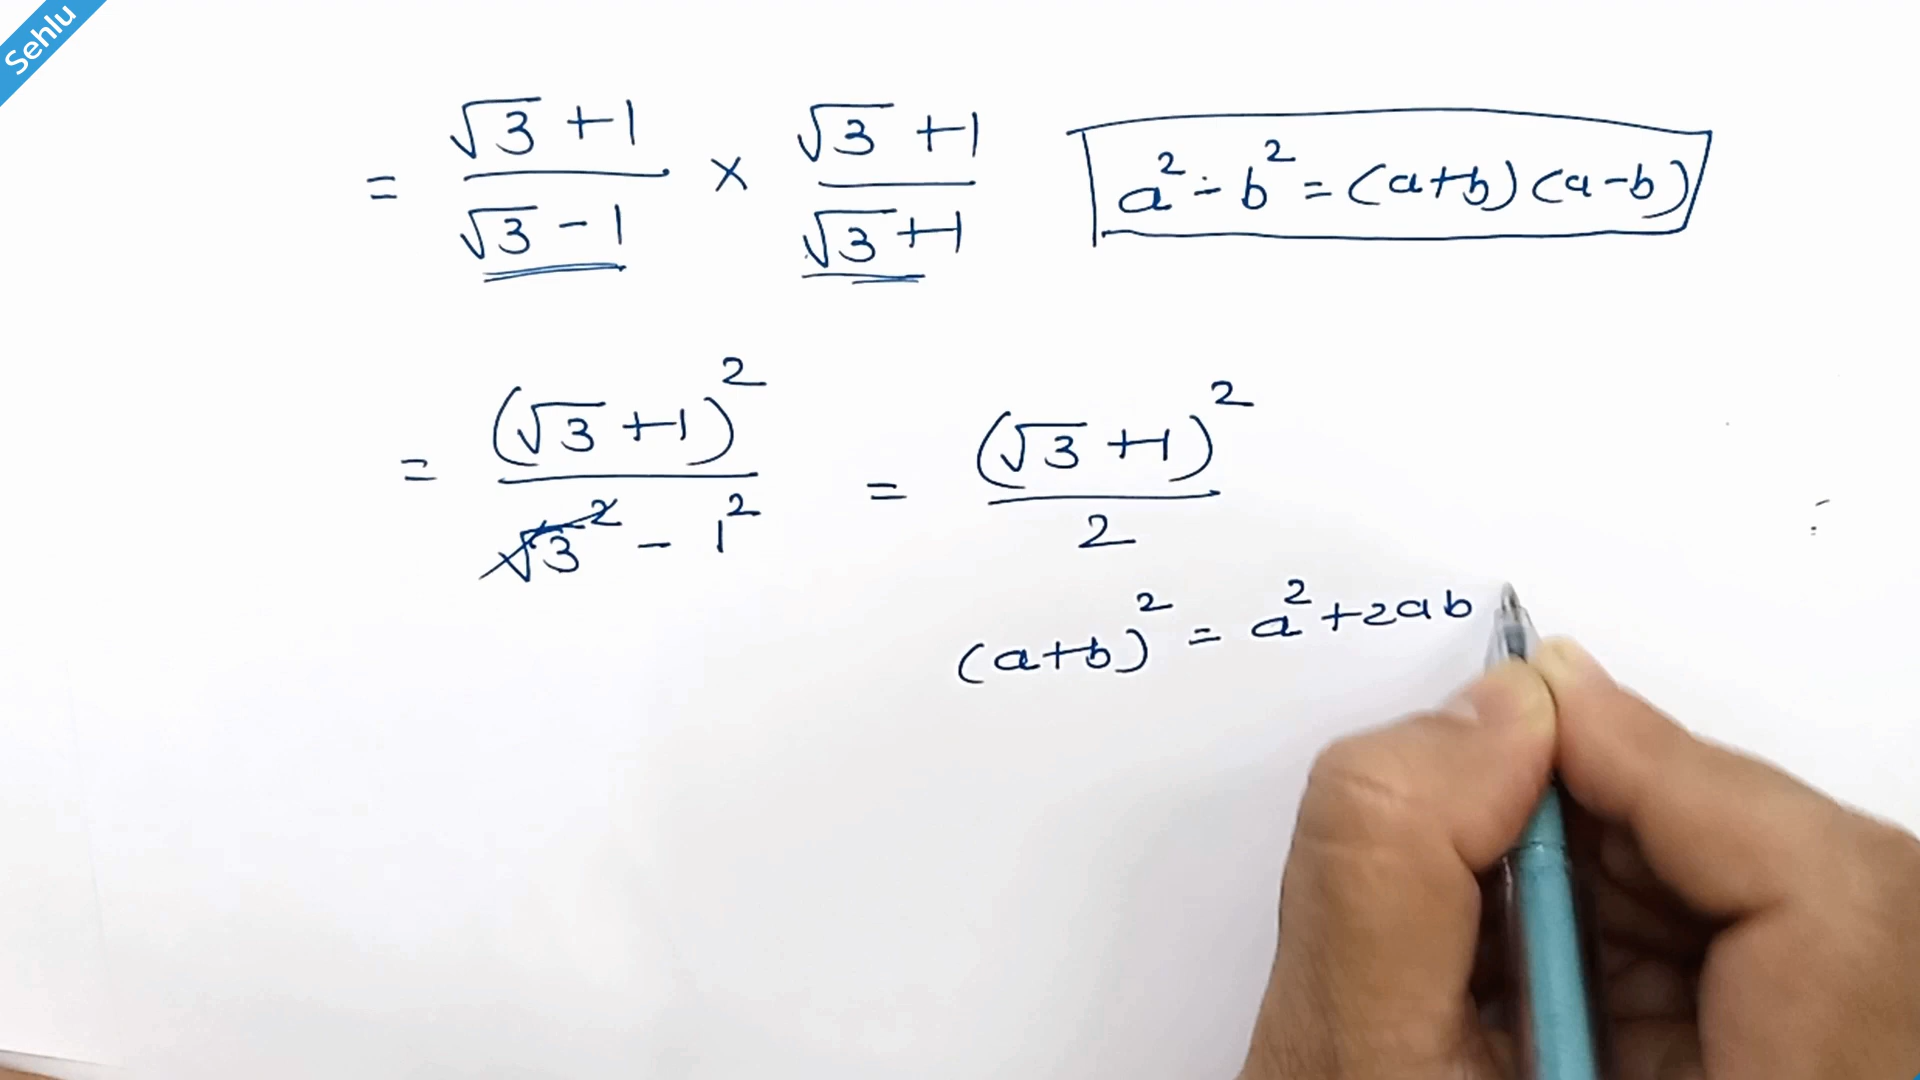 Sehlu
= (√3 + 1)/(√3 - 1) × (√3 + 1)/(√3 + 1)
a² - b² = (a+b)(a-b)
= (√3 + 1)²/(√3² - 1²) = (√3 + 1)²/2
(a+b)² = a² + 2ab